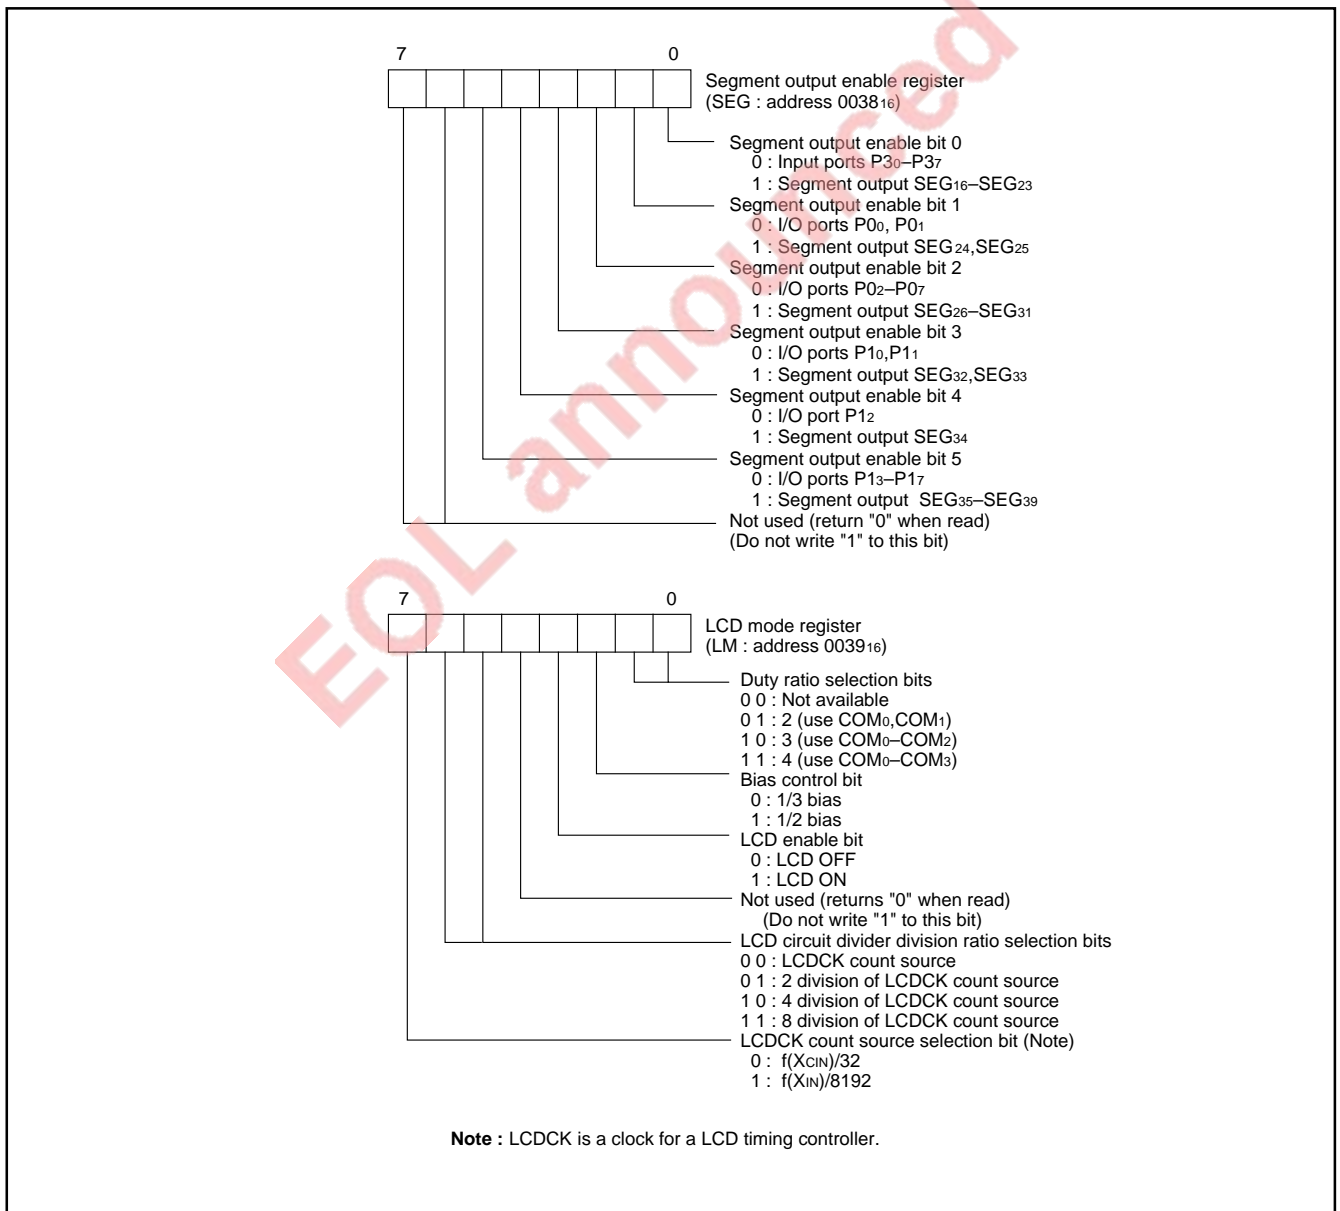 7 0
Segment output enable register
(SEG : address 003816)
Segment output enable bit 0
0 : Input ports P30–P37
1 : Segment output SEG16–SEG23
Segment output enable bit 1
0 : I/O ports P00, P01
1 : Segment output SEG24,SEG25
Segment output enable bit 2
0 : I/O ports P02–P07
1 : Segment output SEG26–SEG31
Segment output enable bit 3
0 : I/O ports P10,P11
1 : Segment output SEG32,SEG33
Segment output enable bit 4
0 : I/O port P12
1 : Segment output SEG34
Segment output enable bit 5
0 : I/O ports P13–P17
1 : Segment output SEG35–SEG39
Not used (return "0" when read)
(Do not write "1" to this bit)
7 0
LCD mode register
(LM : address 003916)
Duty ratio selection bits
0 0 : Not available
0 1 : 2 (use COM0,COM1)
1 0 : 3 (use COM0–COM2)
1 1 : 4 (use COM0–COM3)
Bias control bit
0 : 1/3 bias
1 : 1/2 bias
LCD enable bit
0 : LCD OFF
1 : LCD ON
Not used (returns "0" when read)
(Do not write "1" to this bit)
LCD circuit divider division ratio selection bits
0 0 : LCDCK count source
0 1 : 2 division of LCDCK count source
1 0 : 4 division of LCDCK count source
1 1 : 8 division of LCDCK count source
LCDCK count source selection bit (Note)
0 : f(XCIN)/32
1 : f(XIN)/8192
Note : LCDCK is a clock for a LCD timing controller.
EOL announced